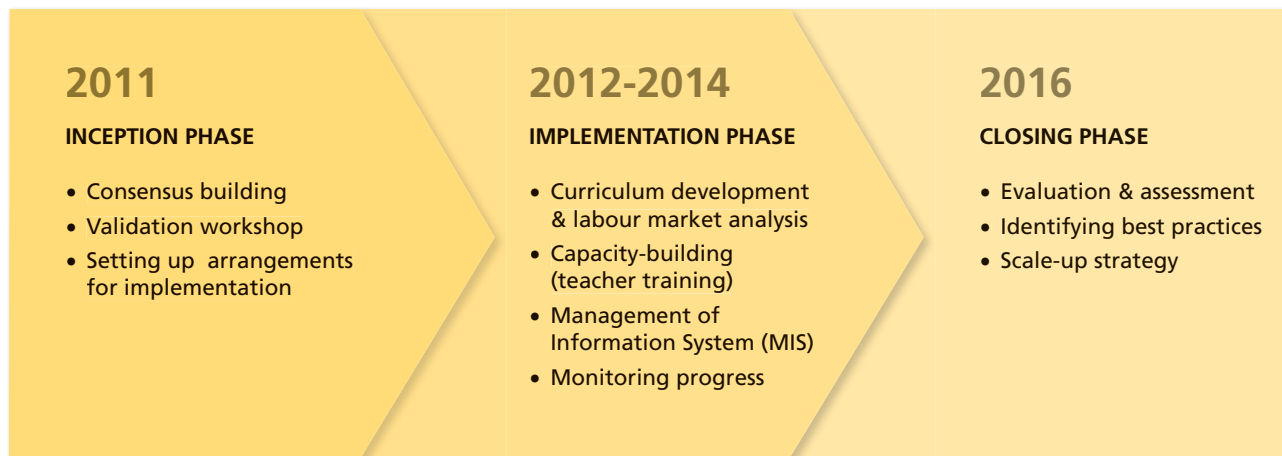 2011
INCEPTION PHASE
• Consensus building
• Validation workshop
• Setting up arrangements
for implementation
2012-2014
IMPLEMENTATION PHASE
• Curriculum development
& labour market analysis
• Capacity-building
(teacher training)
• Management of
Information System (MIS)
• Monitoring progress
2016
CLOSING PHASE
• Evaluation & assessment
• Identifying best practices
• Scale-up strategy